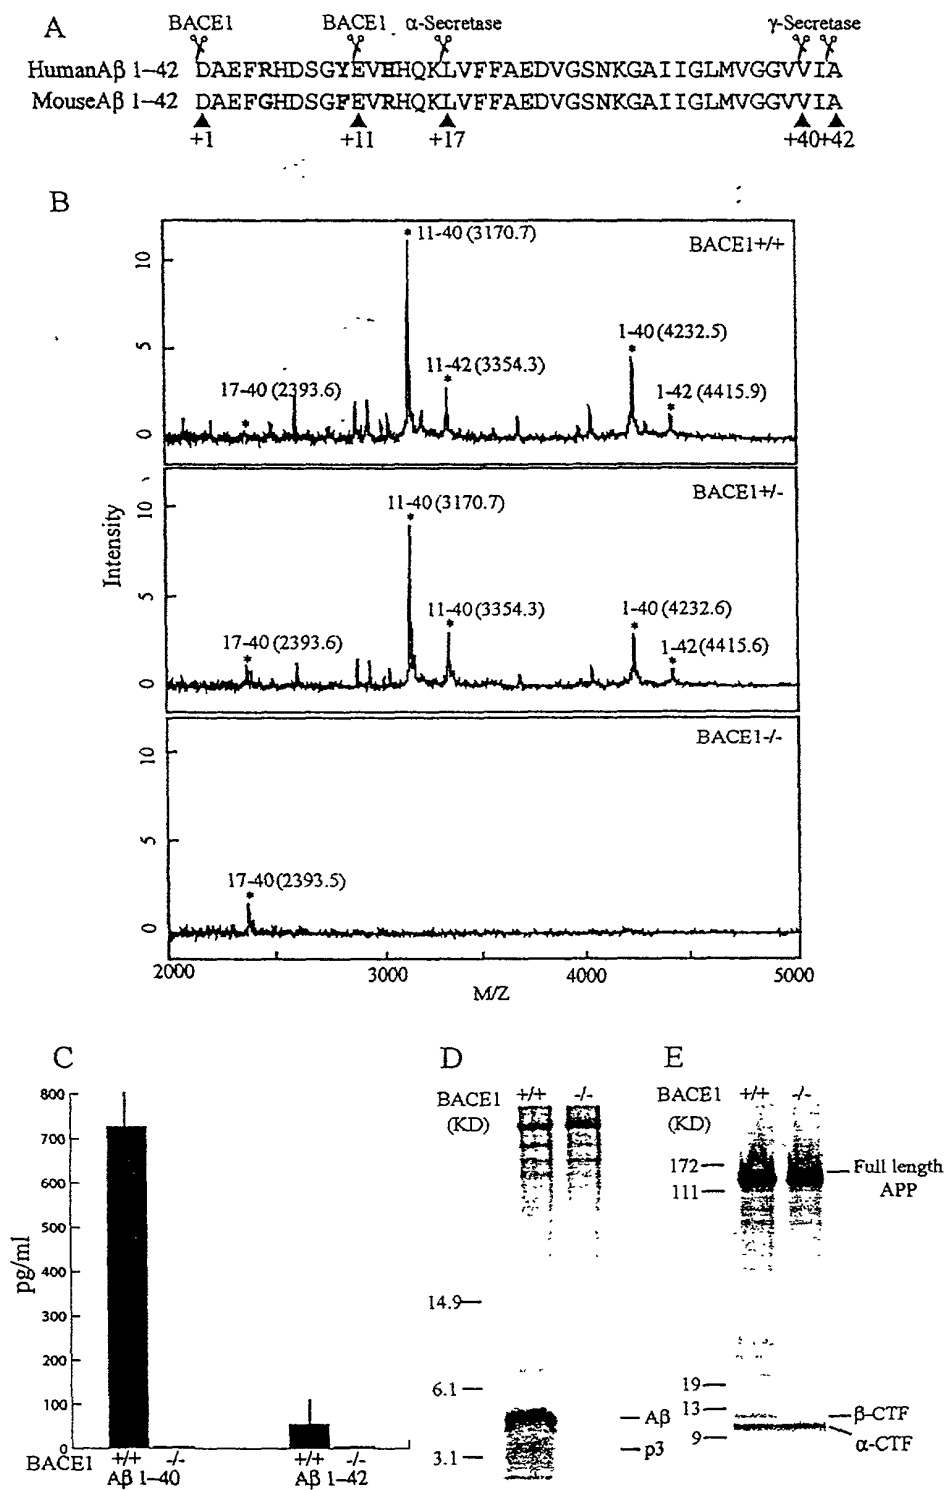 A
BACE1 BACE1 α-Secretase γ-Secretase
HumanAβ 1–42 DAEFRHDSGYEVHHQKLVFFAEDVGSNKGAIIGLMVGGVVIA
MouseAβ 1–42 DAEFGHDSGFEVRHQKLVFFAEDVGSNKGAIIGLMVGGVVIA
+1 +11 +17 +40 +42
B
Intensity
BACE1+/+
10
5
0
17-40 (2393.6)
* 11-40 (3170.7)
11-42 (3354.3)
*
1-40 (4232.5)
*
1-42 (4415.9)
*
*
BACE1+/-
10
5
0
17-40 (2393.6)
*
11-40 (3170.7)
*
11-40 (3354.3)
*
1-40 (4232.6)
*
1-42 (4415.6)
*
BACE1-/-
10
5
0
17-40 (2393.5)
*
2000 3000 4000 5000
M/Z
C
pg/ml
800
700
600
500
400
300
200
100
0
BACE1 +/+ -/- +/+ -/-
Aβ 1–40 Aβ 1–42
D
BACE1 +/+ -/-
(KD)
14.9
6.1
3.1
Aβ
p3
E
BACE1 +/+ -/-
(KD)
172
111
19
13
9
Full length
APP
β-CTF
α-CTF